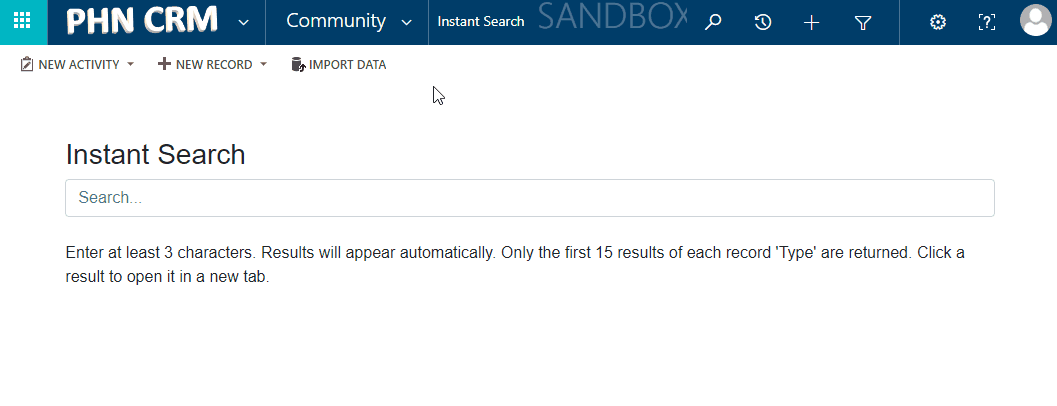 PHN CRM Community Instant Search SANDBOX
NEW ACTIVITY NEW RECORD IMPORT DATA
Instant Search
Search...
Enter at least 3 characters. Results will appear automatically. Only the first 15 results of each record 'Type' are returned. Click a
result to open it in a new tab.